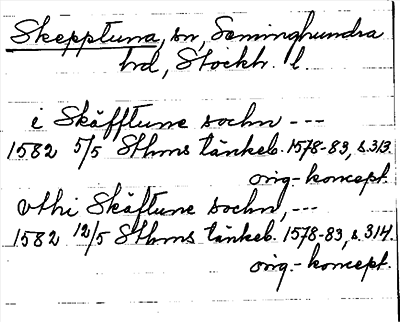 Skepptuna, sn, Seminghundra
hd, Stockh. l
i Skäfftune sochn ---
1582 5/5 Sthms tänkeb. 1578-83, s. 313.
orig.-koncept.
vthi Skäftune sochn, ---
1582 12/5 Sthms tänkeb. 1578-83, s. 314.
orig.-koncept.